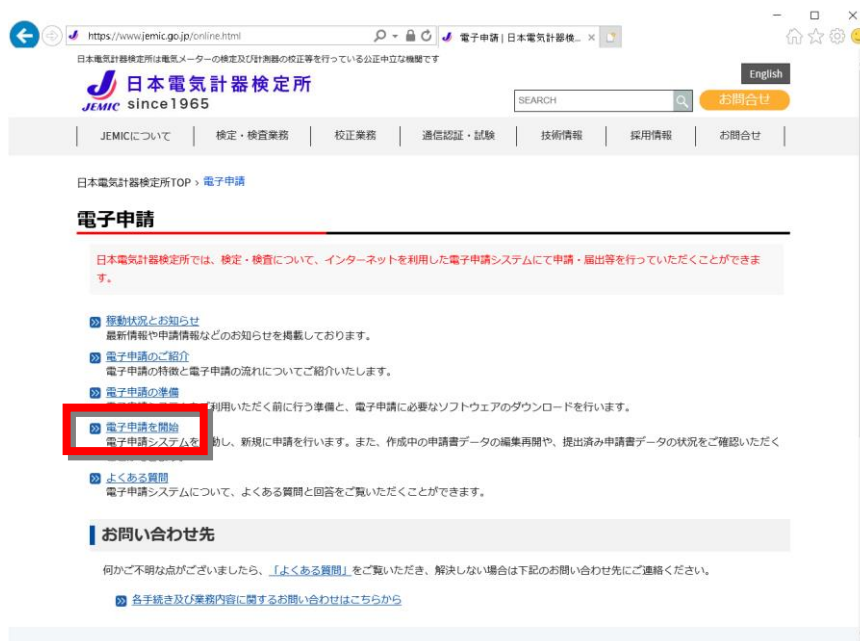 https://www.jemic.go.jp/online.html
電子申請 | 日本電気計器検...
日本電気計器検定所は電気メーターの検定及び計測器の校正等を行っている公正中立な機関です
English
日本電気計器検定所
JEMIC since1965
SEARCH
お問合せ
JEMICについて 検定・検査業務 校正業務 通信認証・試験 技術情報 採用情報 お問合せ
日本電気計器検定所TOP › 電子申請
電子申請
日本電気計器検定所では、検定・検査について、インターネットを利用した電子申請システムにて申請・届出等を行っていただくことができま
す。
稼動状況とお知らせ
最新情報や申請情報などのお知らせを掲載しております。
電子申請のご紹介
電子申請の特徴と電子申請の流れについてご紹介いたします。
電子申請の準備
利用いただく前に行う準備と、電子申請に必要なソフトウェアのダウンロードを行います。
電子申請を開始
電子申請システムを動し、新規に申請を行います。また、作成中の申請書データの編集再開や、提出済み申請書データの状況をご確認いただく
よくある質問
電子申請システムについて、よくある質問と回答をご覧いただくことができます。
お問い合わせ先
何かご不明な点がございましたら、「よくある質問」をご覧いただき、解決しない場合は下記のお問い合わせ先にご連絡ください。
各手続き及び業務内容に関するお問い合わせはこちらから